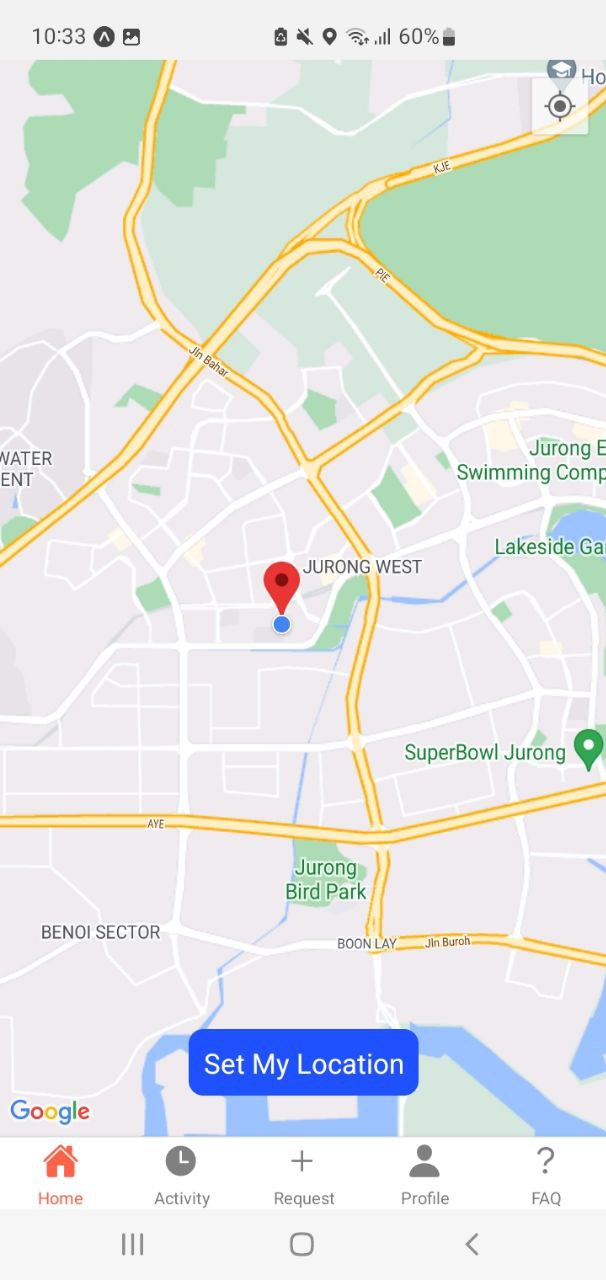 10:33
60%
Ho
KJE
PIE
Jln Bahar
WATER
ENT
Jurong E
Swimming Comp
Lakeside Ga
JURONG WEST
SuperBowl Jurong
AYE
Jurong
Bird Park
BENOI SECTOR
BOON LAY
Jln Buroh
Set My Location
Google
Home
Activity
Request
Profile
FAQ